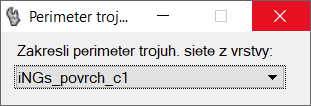 Perimeter troj...
Zakresli perimeter trojuh. siete z vrstvy:
iNGs_povrch_c1